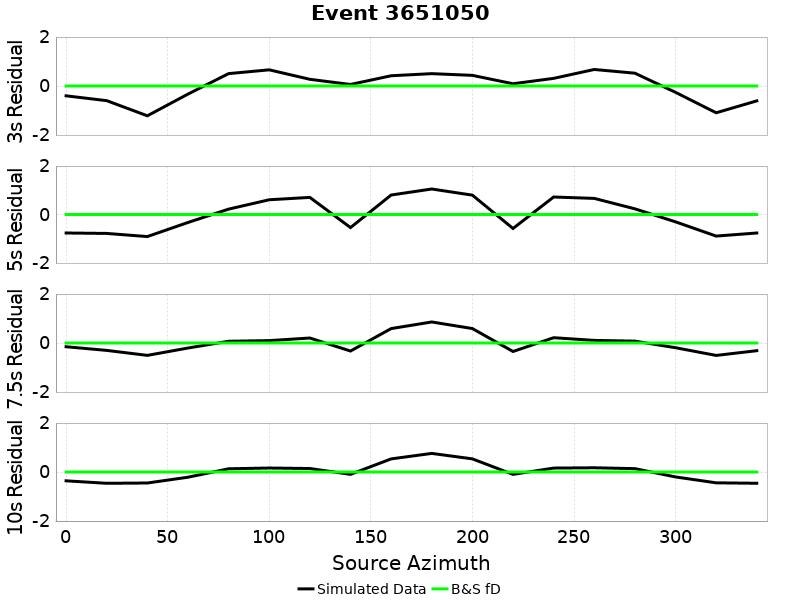 Event 3651050
3s Residual
2
0
-2
5s Residual
2
0
-2
7.5s Residual
2
0
-2
10s Residual
2
0
-2
0 50 100 150 200 250 300
Source Azimuth
Simulated Data B&S fD